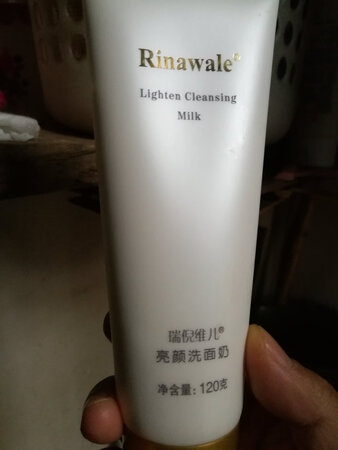 Rinawale®
Lighten Cleansing
Milk
瑞倪维儿®
亮颜洗面奶
净含量：120克